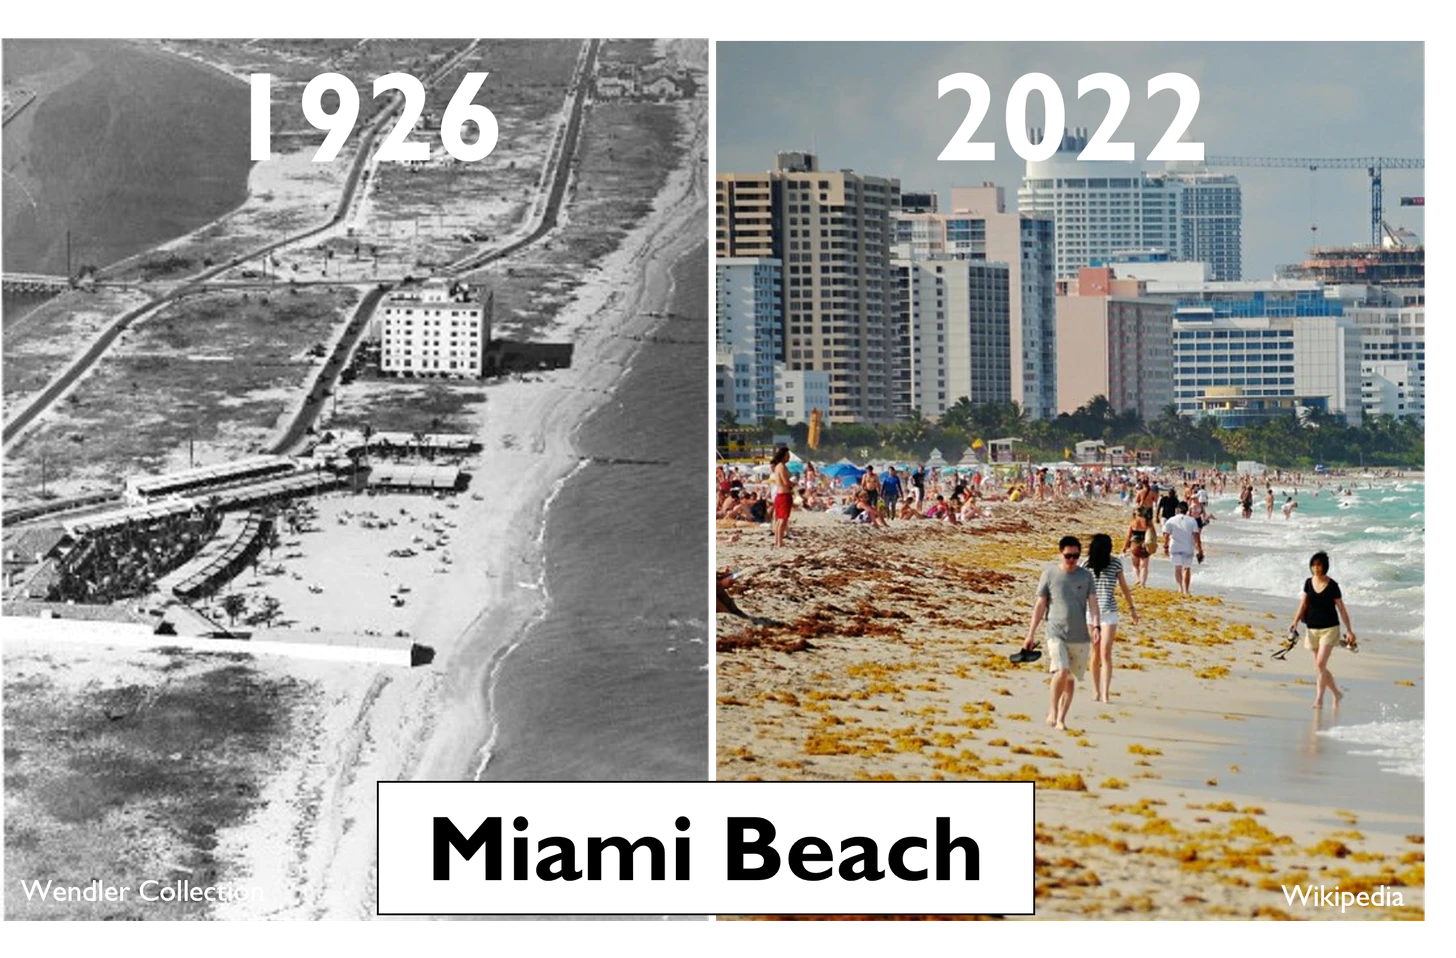 1926
2022
Miami Beach
Wendler Collection
Wikipedia